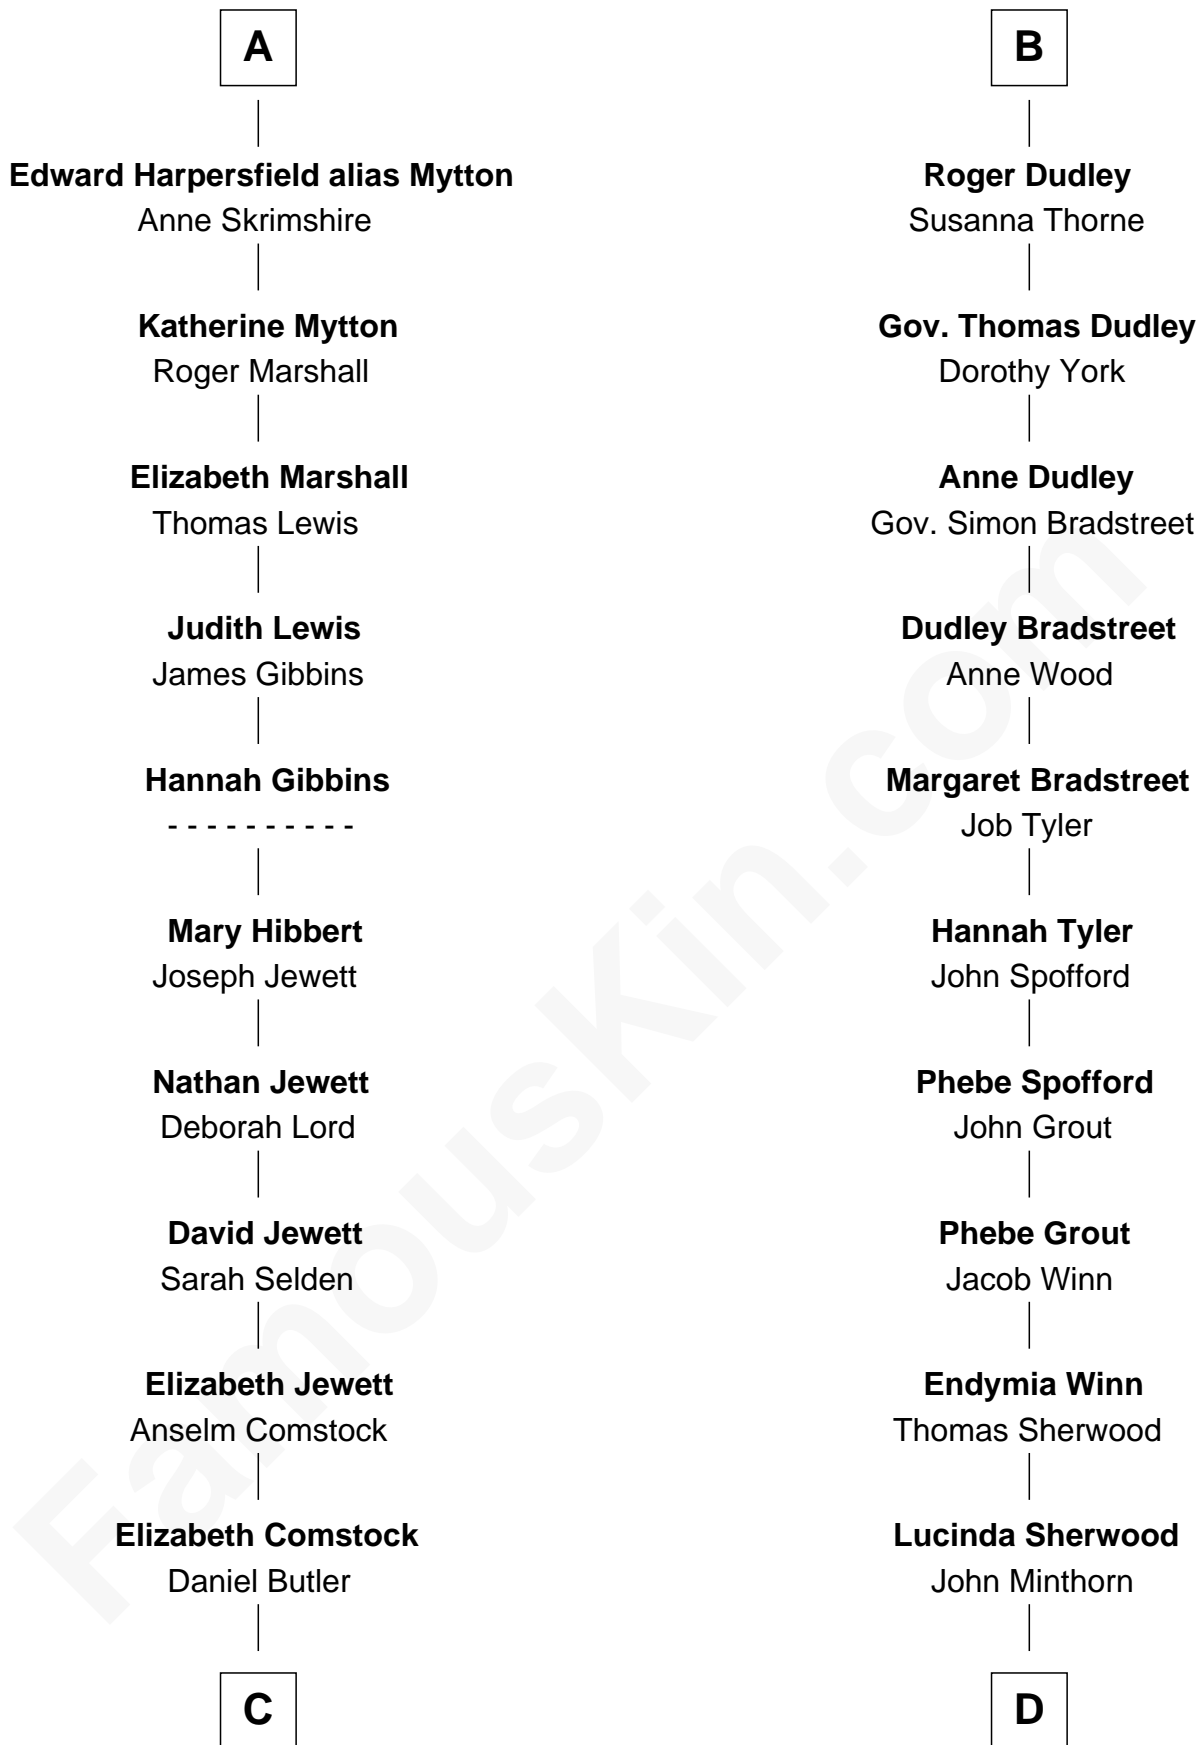 A
Edward Harpersfield alias Mytton
Anne Skrimshire
Katherine Mytton
Roger Marshall
Elizabeth Marshall
Thomas Lewis
Judith Lewis
James Gibbins
Hannah Gibbins
- - - - - - - - - -
Mary Hibbert
Joseph Jewett
Nathan Jewett
Deborah Lord
David Jewett
Sarah Selden
Elizabeth Jewett
Anselm Comstock
Elizabeth Comstock
Daniel Butler
C
B
Roger Dudley
Susanna Thorne
Gov. Thomas Dudley
Dorothy York
Anne Dudley
Gov. Simon Bradstreet
Dudley Bradstreet
Anne Wood
Margaret Bradstreet
Job Tyler
Hannah Tyler
John Spofford
Phebe Spofford
John Grout
Phebe Grout
Jacob Winn
Endymia Winn
Thomas Sherwood
Lucinda Sherwood
John Minthorn
D
FamousKin.com